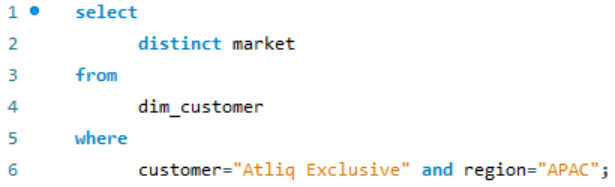 1 select
2 distinct market
3 from
4 dim_customer
5 where
6 customer="Atliq Exclusive" and region="APAC";